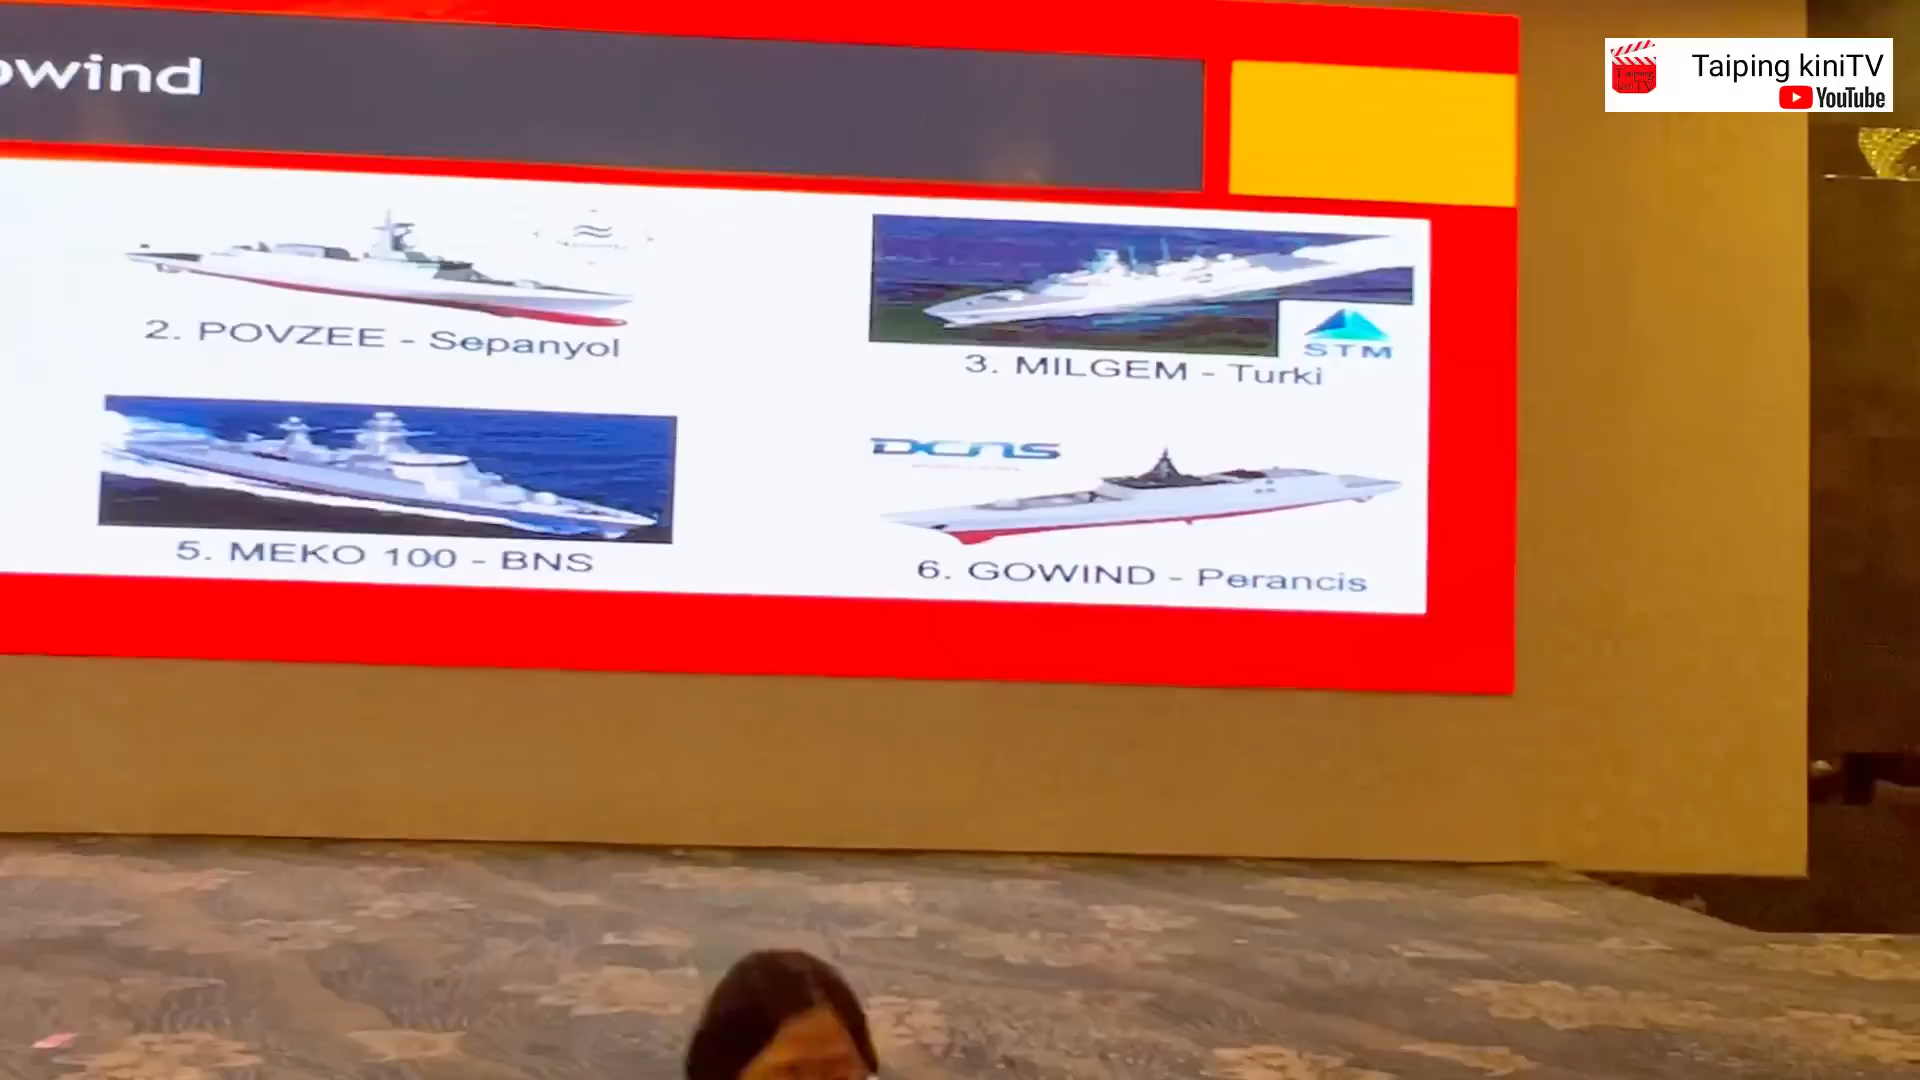 owind
Taiping kiniTV
YouTube
2. POVZEE - Sepanyol
STM
3. MILGEM - Turki
DCNS
5. MEKO 100 - BNS
6. GOWIND - Perancis